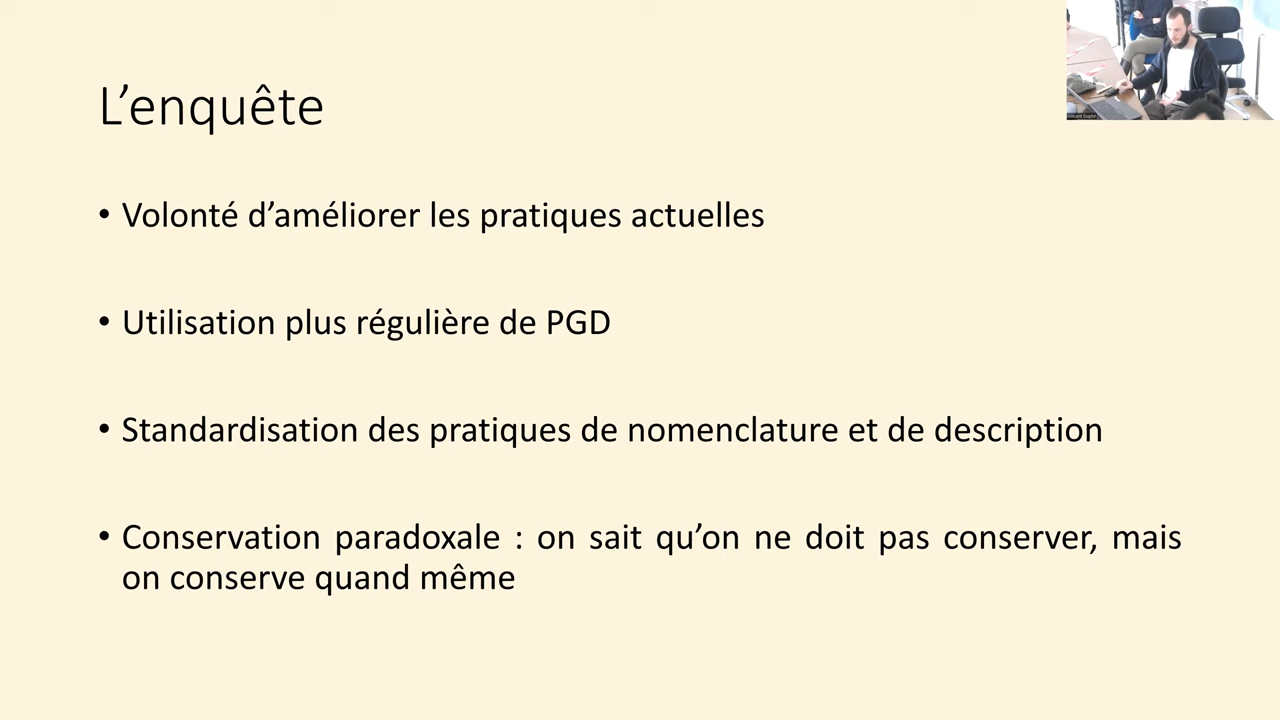 L’enquête
• Volonté d’améliorer les pratiques actuelles
• Utilisation plus régulière de PGD
• Standardisation des pratiques de nomenclature et de description
• Conservation paradoxale : on sait qu’on ne doit pas conserver, mais
on conserve quand même